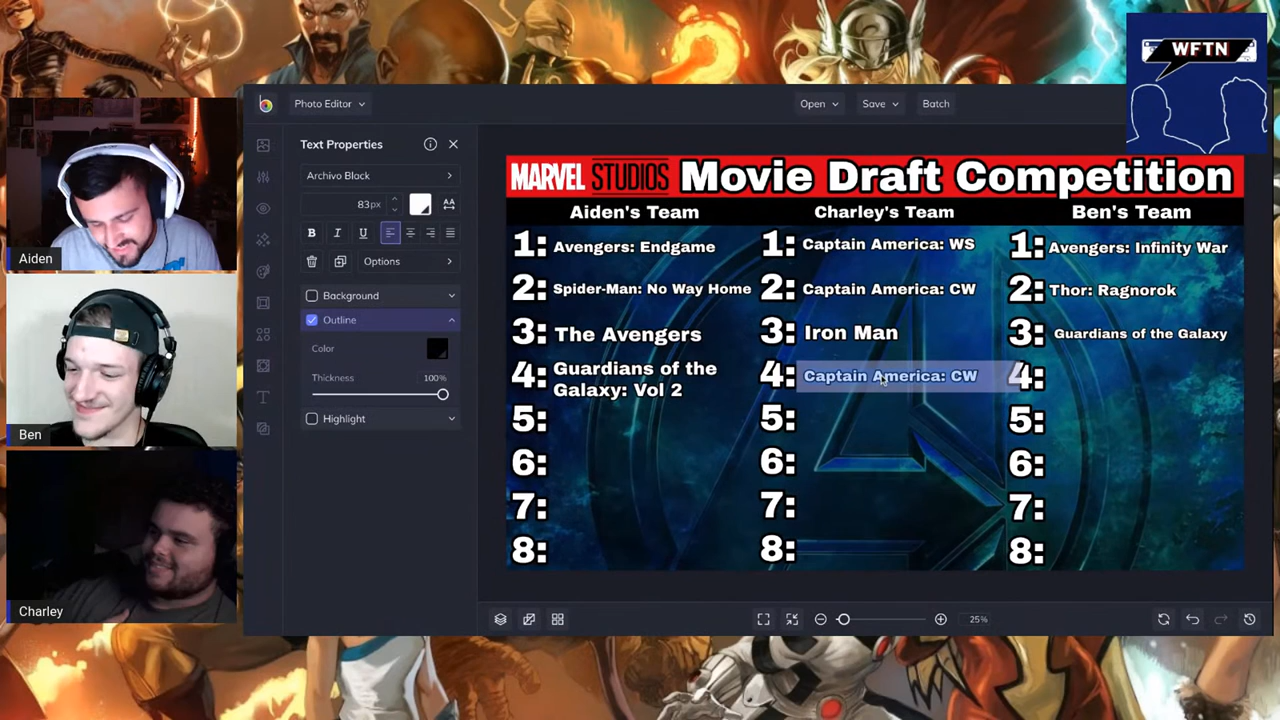 WFTN
Photo Editor
Open
Save
Batch
Text Properties
Archivo Block
83px
AA
B
I
U
Options
Background
Outline
Color
Thickness
100%
Highlight
MARVEL STUDIOS Movie Draft Competition
Aiden's Team
1: Avengers: Endgame
2: Spider-Man: No Way Home
3: The Avengers
4: Guardians of the
Galaxy: Vol 2
5:
6:
7:
8:
Charley's Team
1: Captain America: WS
2: Captain America: CW
3: Iron Man
4: Captain America: CW
5:
6:
7:
8:
Ben's Team
1: Avengers: Infinity War
2: Thor: Ragnorok
3: Guardians of the Galaxy
4:
5:
6:
7:
8:
25%
Aiden
Ben
Charley